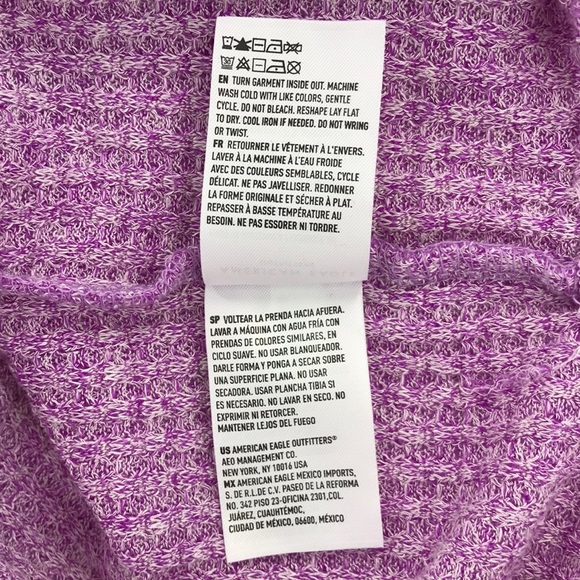 EN TURN GARMENT INSIDE OUT. MACHINE
WASH COLD WITH LIKE COLORS, GENTLE
CYCLE. DO NOT BLEACH. RESHAPE LAY FLAT
TO DRY. COOL IRON IF NEEDED. DO NOT WRING
OR TWIST.
FR RETOURNER LE VÊTEMENT À L'ENVERS.
LAVER À LA MACHINE À L'EAU FROIDE
AVEC DES COULEURS SEMBLABLES, CYCLE
DÉLICAT. NE PAS JAVELLISER. REDONNER
LA FORME ORIGINALE ET SÉCHER À PLAT.
REPASSER À BASSE TEMPÉRATURE AU
BESOIN. NE PAS ESSORER NI TORDRE.
AMERICAN EAGLE
SP VOLTEAR LA PRENDA HACIA AFUERA.
LAVAR A MÁQUINA CON AGUA FRÍA CON
PRENDAS DE COLORES SIMILARES, EN
CICLO SUAVE. NO USAR BLANQUEADOR.
DARLE FORMA Y PONGA A SECAR SOBRE
UNA SUPERFICIE PLANA. NO USAR
SECADORA. USAR PLANCHA TIBIA SI
ES NECESARIO. NO LAVAR EN SECO. NO
EXPRIMIR NI RETORCER.
MANTENER LEJOS DEL FUEGO
US AMERICAN EAGLE OUTFITTERS®
AEO MANAGEMENT CO.
NEW YORK, NY 10016 USA
MX AMERICAN EAGLE MEXICO IMPORTS,
S. DE R.L.DE C.V. PASEO DE LA REFORMA
NO. 342 PISO 23-OFICINA 2301,COL.
JUÁREZ, CUAUHTÉMOC,
CIUDAD DE MÉXICO, 06600, MÉXICO